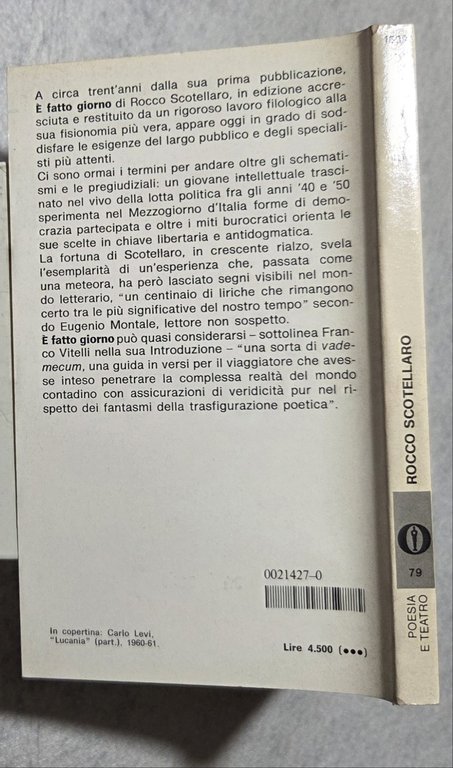 A circa trent'anni dalla sua prima pubblicazione,
È fatto giorno di Rocco Scotellaro, in edizione accre-
sciuta e restituito da un rigoroso lavoro filologico alla
sua fisionomia più vera, appare oggi in grado di sod-
disfare le esigenze del largo pubblico e degli speciali-
sti più attenti.
Ci sono ormai i termini per andare oltre gli schemati-
smi e le pregiudiziali: un giovane intellettuale trasci-
nato nel vivo della lotta politica fra gli anni '40 e '50
sperimenta nel Mezzogiorno d'Italia forme di demo-
crazia partecipata e oltre i miti burocratici orienta le
sue scelte in chiave libertaria e antidogmatica.
La fortuna di Scotellaro, in crescente rialzo, svela
l'esemplarità di un'esperienza che, passata come
una meteora, ha però lasciato segni visibili nel mon-
do letterario, "un centinaio di liriche che rimangono
certo tra le più significative del nostro tempo" secon-
do Eugenio Montale, lettore non sospetto.
È fatto giorno può quasi considerarsi – sottolinea Fran-
co Vitelli nella sua Introduzione – "una sorta di vade-
mecum, una guida in versi per il viaggiatore che aves-
se inteso penetrare la complessa realtà del mondo
contadino con assicurazioni di veridicità pur nel ri-
spetto dei fantasmi della trasfigurazione poetica".
0021427-0
In copertina: Carlo Levi,
"Lucania" (part.), 1960-61.
Lire 4.500 (●●●)
ROCCO SCOTELLARO
79
POESIA
E TEATRO